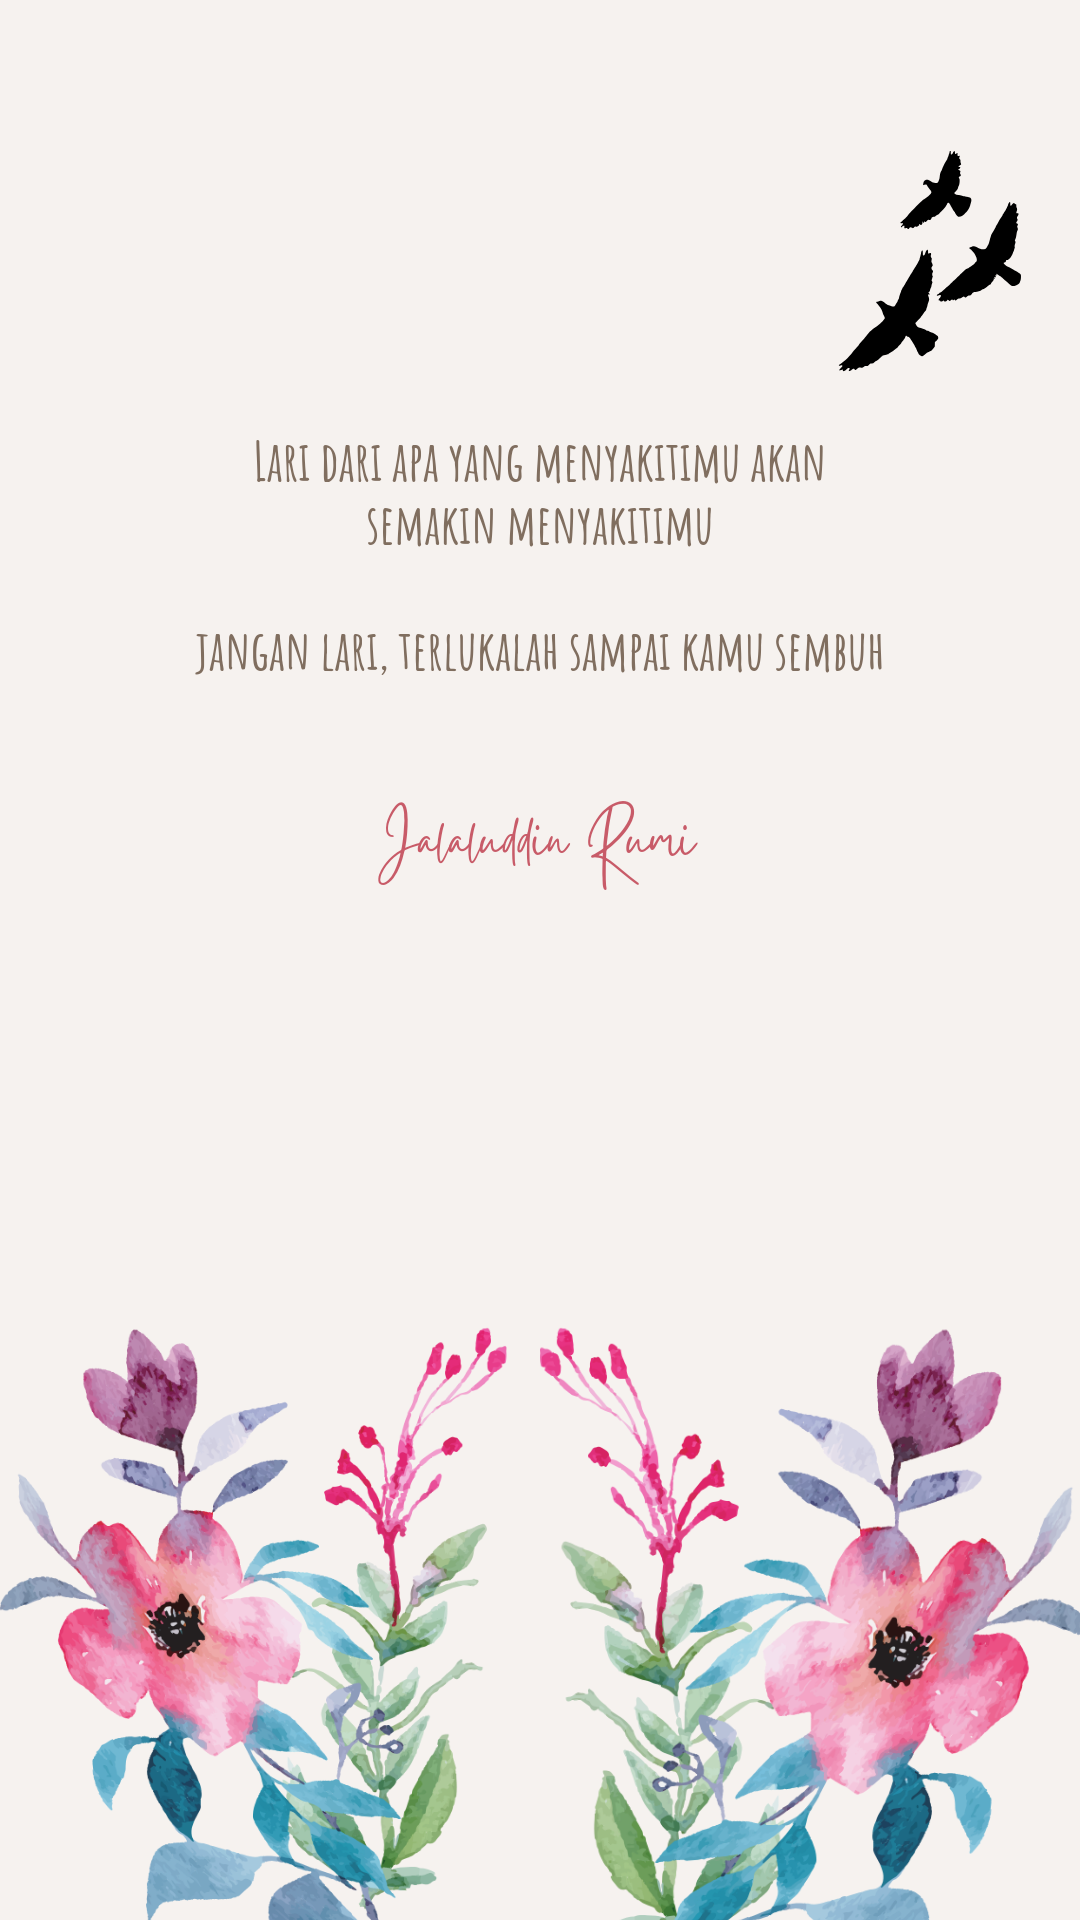 Lari dari apa yang menyakitimu akan
semakin menyakitimu
jangan lari, terlukalah sampai kamu sembuh
Jalaluddin Rumi